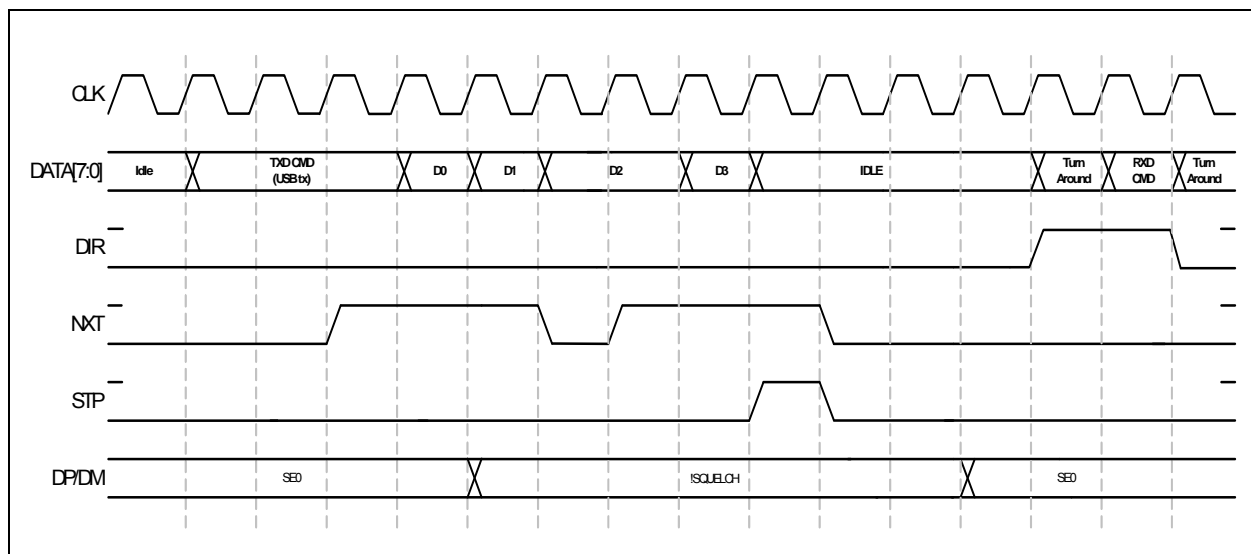 CLK
DATA[7:0]
Idle
TXD CMD
(USB tx)
D0
D1
D2
D3
IDLE
Turn
Around
RXD
CMD
Turn
Around
DIR
NXT
STP
DP/DM
SE0
!SQUELCH
SE0